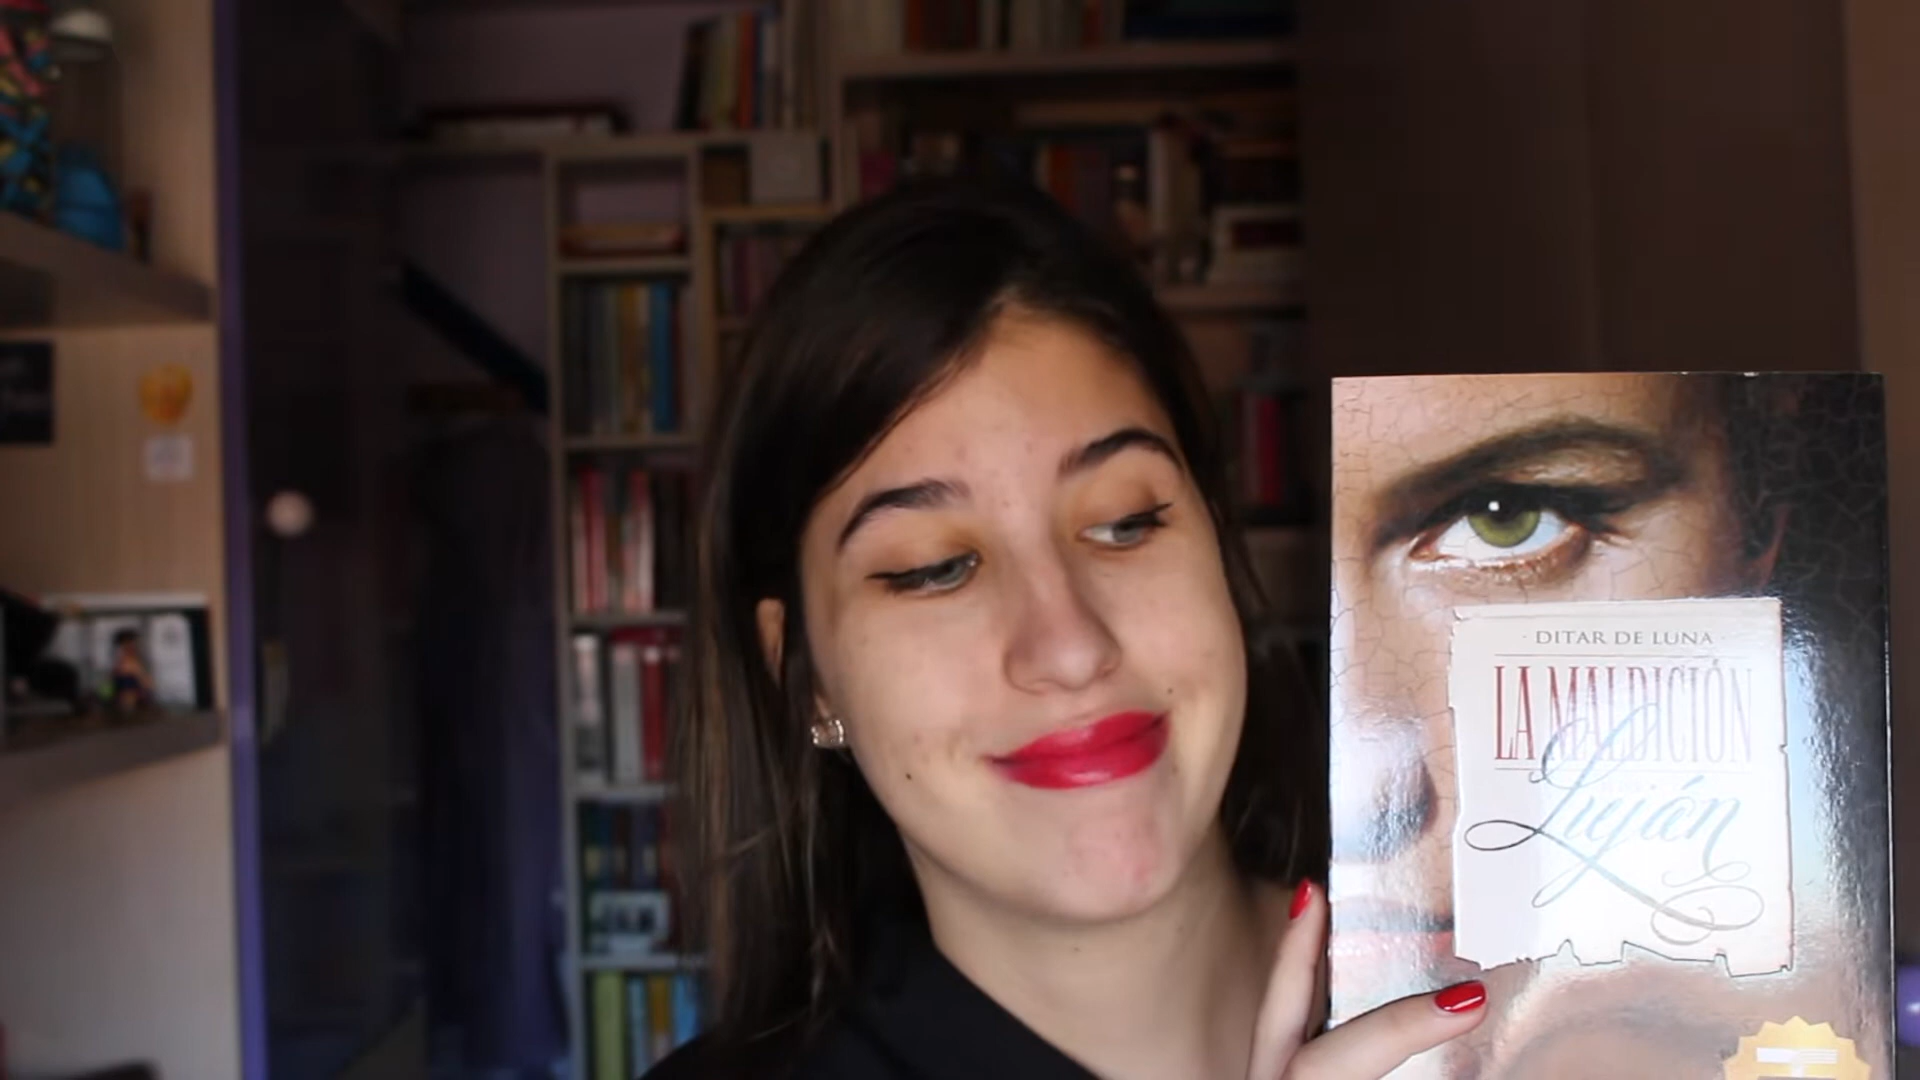 · DITAR DE LUNA ·
LA MALDICIÓN
Luján